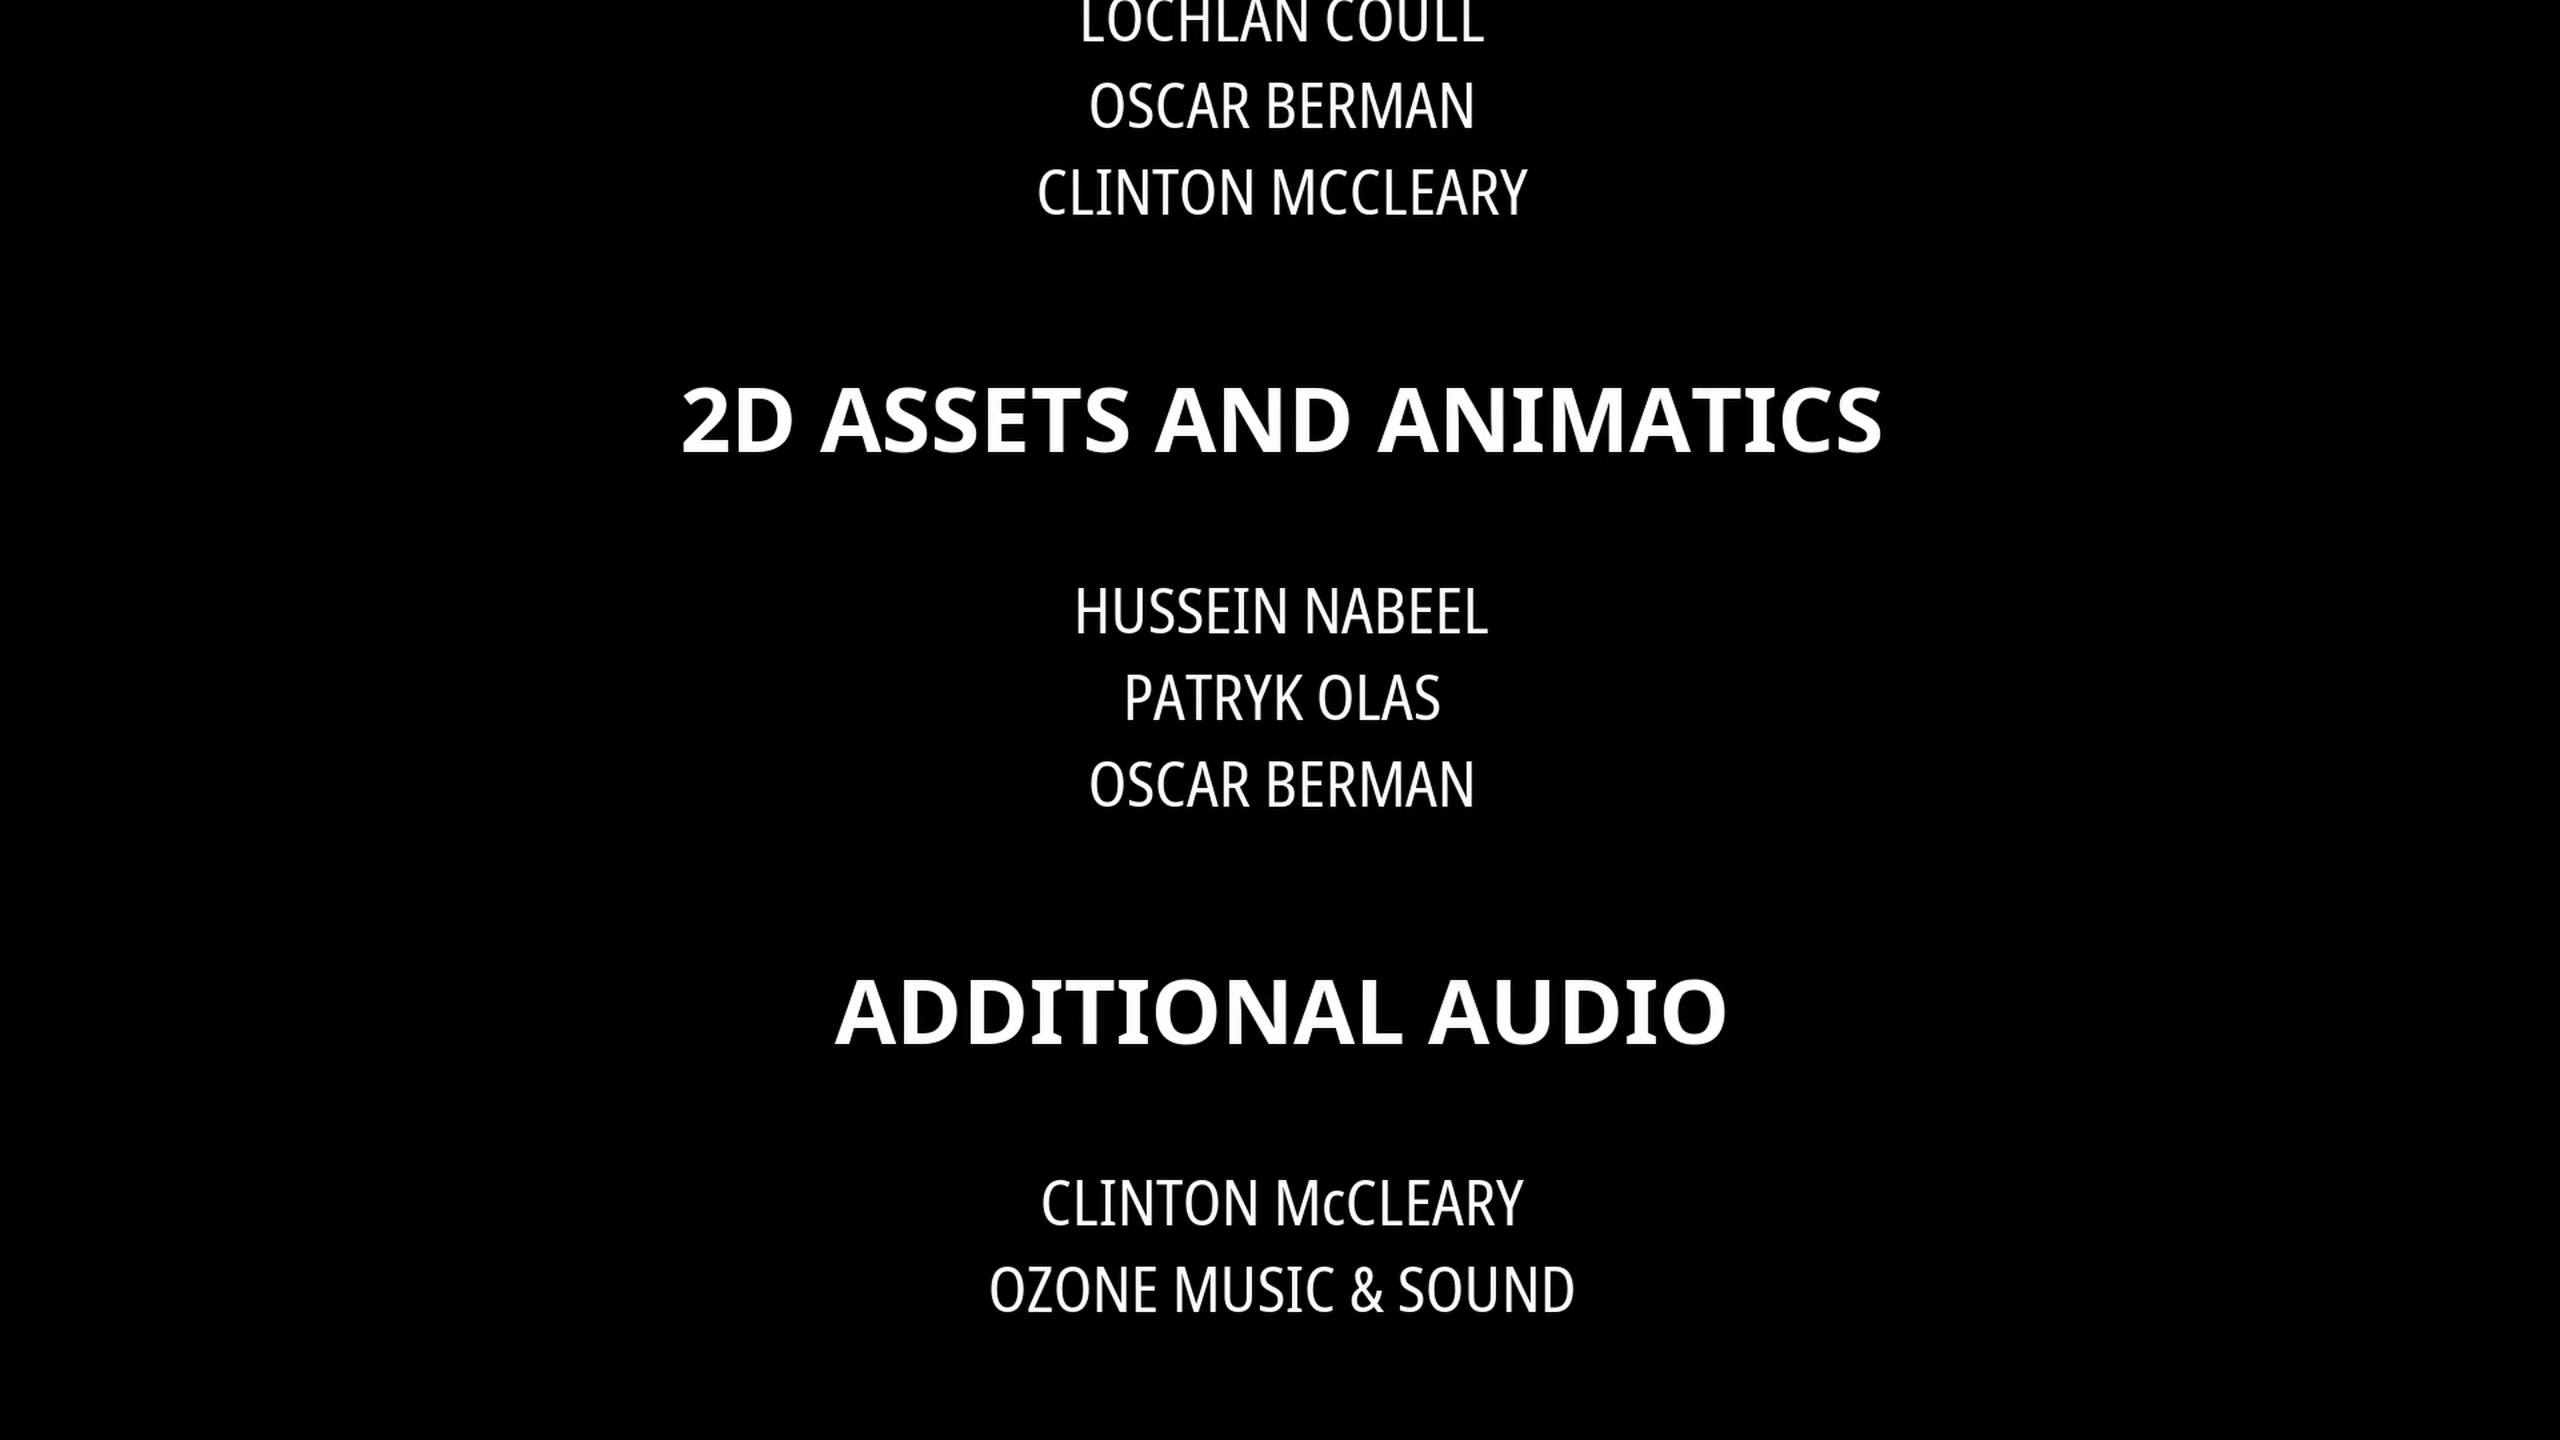 LOCHLAN COULL
OSCAR BERMAN
CLINTON MCCLEARY
2D ASSETS AND ANIMATICS
HUSSEIN NABEEL
PATRYK OLAS
OSCAR BERMAN
ADDITIONAL AUDIO
CLINTON McCLEARY
OZONE MUSIC & SOUND